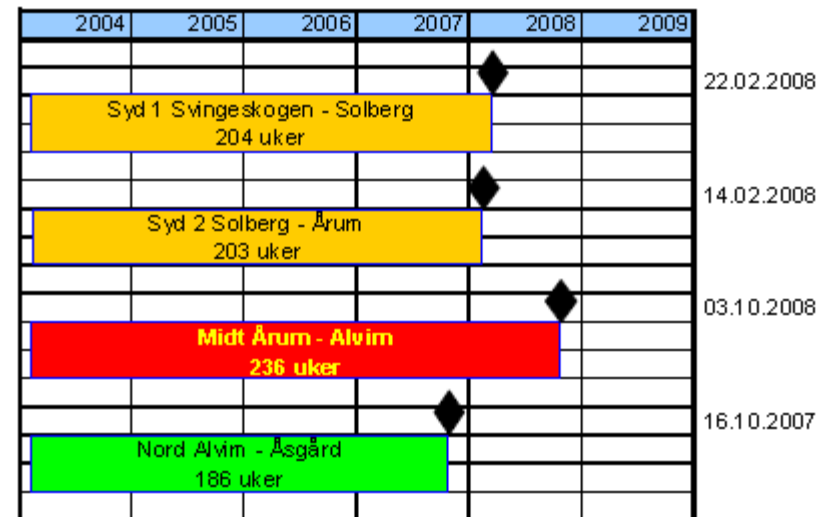 2004 2005 2006 2007 2008 2009
22.02.2008
Syd 1 Svingeskogen - Solberg
204 uker
14.02.2008
Syd 2 Solberg - Årum
203 uker
03.10.2008
Midt Årum - Alvim
236 uker
16.10.2007
Nord Alvim - Åsgård
186 uker